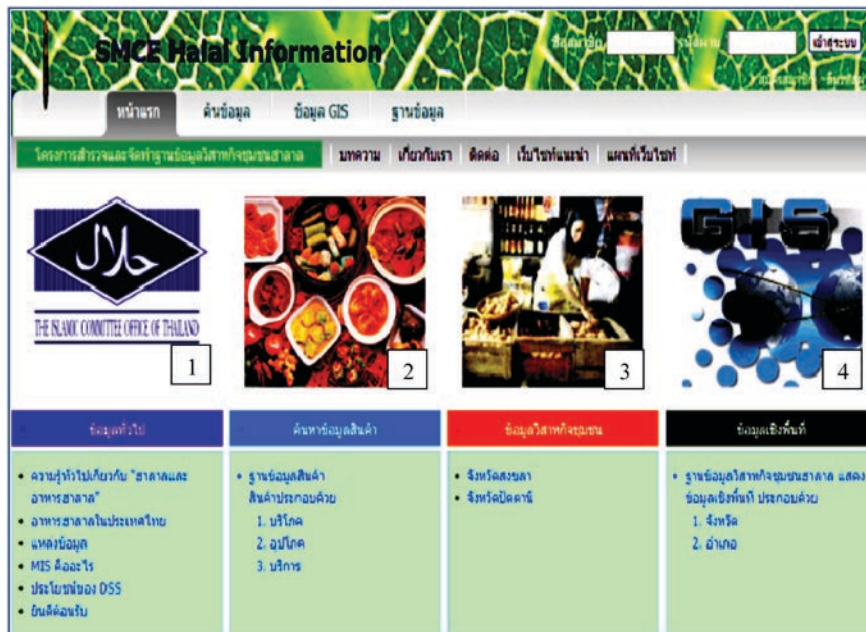 SMCE Halal Information
ชื่อสมาชิก รหัสผ่าน เข้าสู่ระบบ
หน้าแรก ค้นข้อมูล ข้อมูล GIS ฐานข้อมูล
โครงการสำรวจและจัดทำฐานข้อมูลวิสาหกิจชุมชนฮาลาล | บทความ | เกี่ยวกับเรา | ติดต่อ | เว็บไซท์แนะนำ | แผนที่เว็บไซท์ |
حلال
THE ISLAMIC COMMITTEE OFFICE OF THAILAND
1
2
3
GIS
4
ข้อมูลทั่วไป
ความรู้ทั่วไปเกี่ยวกับ "ฮาลาลและ
อาหารฮาลาล"
อาหารฮาลาลในประเทศไทย
แหล่งข้อมูล
MIS คืออะไร
ประโยชน์ของ DSS
ยินดีต้อนรับ
ค้นหาข้อมูลสินค้า
ฐานข้อมูลสินค้า
สินค้าประกอบด้วย
1. บริโภค
2. อุปโภค
3. บริการ
ข้อมูลวิสาหกิจชุมชน
จังหวัดสงขลา
จังหวัดปัตตานี
ข้อมูลเชิงพื้นที่
ฐานข้อมูลวิสาหกิจชุมชนฮาลาล แสดง
ข้อมูลเชิงพื้นที่ ประกอบด้วย
1. จังหวัด
2. อำเภอ